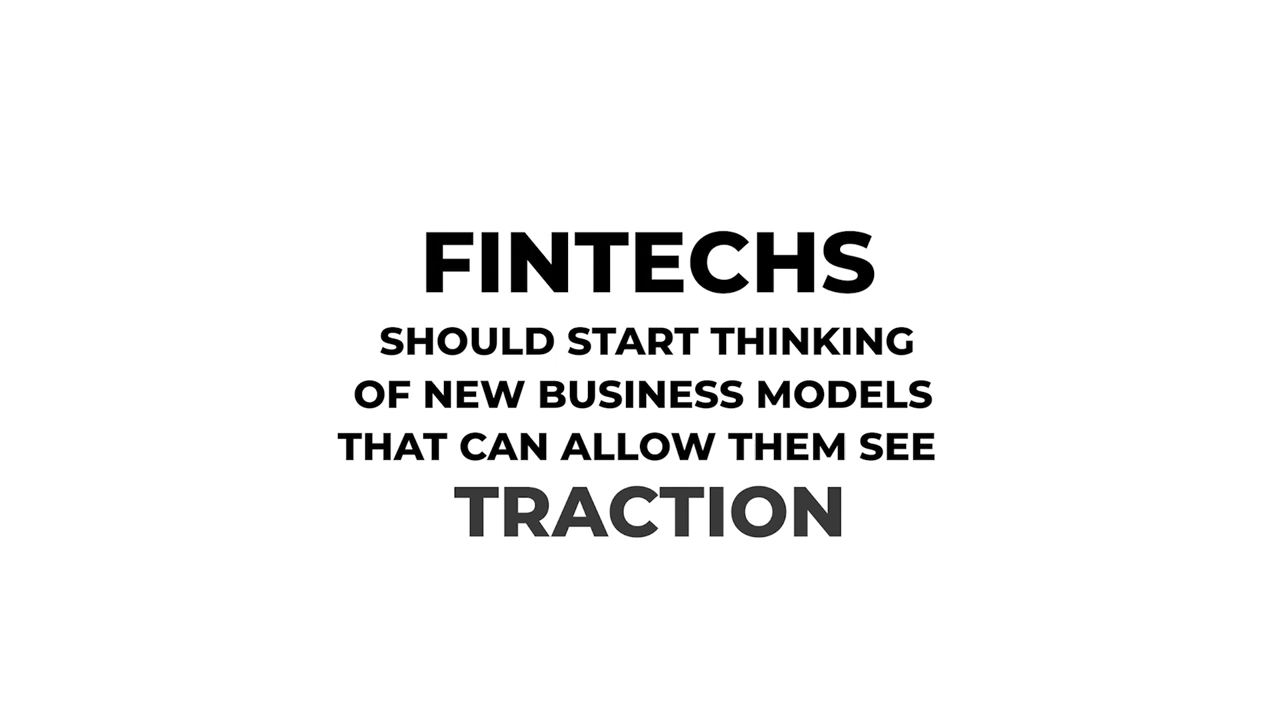 FINTECHS
SHOULD START THINKING
OF NEW BUSINESS MODELS
THAT CAN ALLOW THEM SEE
TRACTION